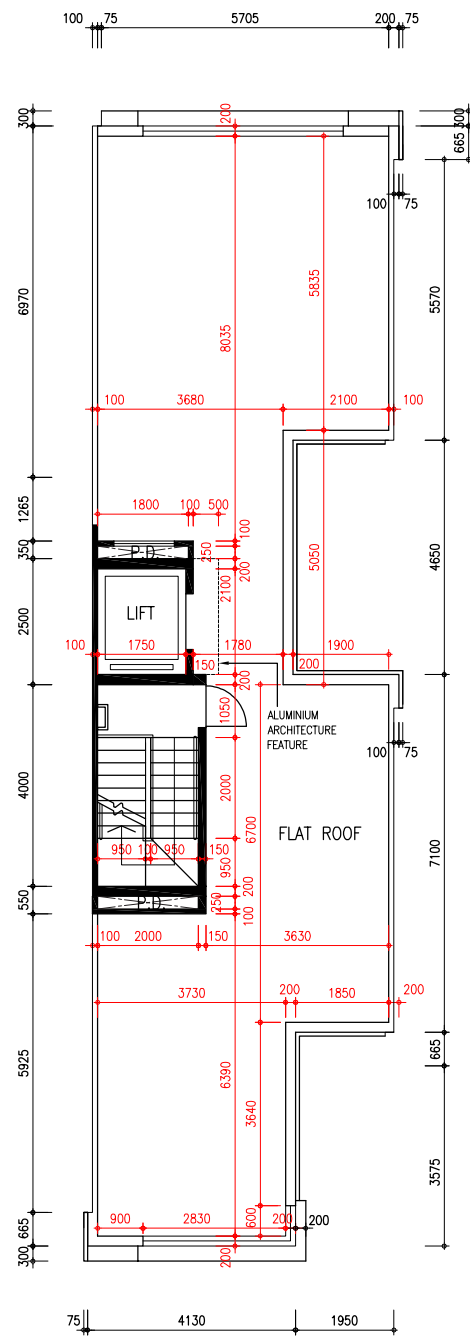 100 75 5705 200 75
300 200 300
665
100 75
6970 8035 5835 5570
100 3680 2100 100
1265 1800 100 500
350 P.D. 250 100
200
2500 LIFT 2100 5050 4650
100 1750 1780 1900
150 200
200
1050 ALUMINIUM
ARCHITECTURE
FEATURE
100 75
4000 2000 6700 FLAT ROOF 7100
950 100 950 150
950
550 P.D. 250 200
100
100 2000 150 3630
3730 200 1850 200
5925 6390 3640 665
3575
900 2830 200 200
600
665
300 200
75 4130 1950